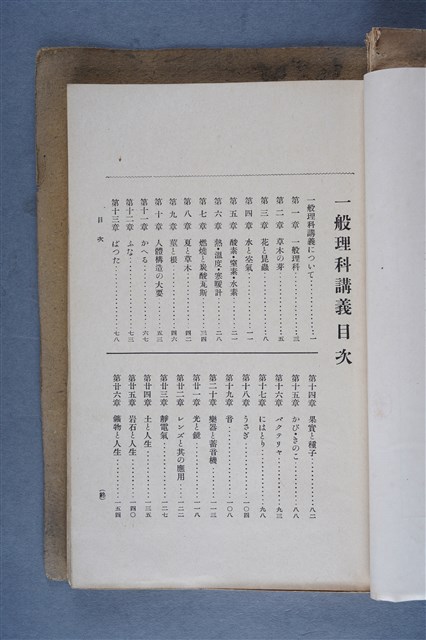 一般理科講義目次
一般理科講義について‥‥‥一
第一章 一般理科‥‥‥三
第二章 草木の芽‥‥‥五
第三章 花と昆蟲‥‥‥八
第四章 水と空氣‥‥‥一一
第五章 酸素・窒素・水素‥‥‥二一
第六章 熱・溫度・寒暖計‥‥‥二八
第七章 燃燒と炭酸瓦斯‥‥‥三四
第八章 夏と草木‥‥‥四二
第九章 莖と根‥‥‥四六
第十章 人體構造の大要‥‥‥五三
第十一章 かへる‥‥‥六七
第十二章 ふな‥‥‥七三
第十三章 ばつた‥‥‥七八
第十四章 果實と種子‥‥‥八二
第十五章 かび・きのこ‥‥‥八八
第十六章 バクテリヤ‥‥‥九三
第十七章 にはとり‥‥‥九八
第十八章 うさぎ‥‥‥一〇四
第十九章 音‥‥‥一〇八
第二十章 樂器と蓄音機‥‥‥一一三
第廿一章 光と鏡‥‥‥一一八
第廿二章 レンズと其の應用‥‥‥一二二
第廿三章 靜電氣‥‥‥一二七
第廿四章 土と人生‥‥‥一三五
第廿五章 岩石と人生‥‥‥一四〇
第廿六章 鑛物と人生‥‥‥一五四
目次
(終)